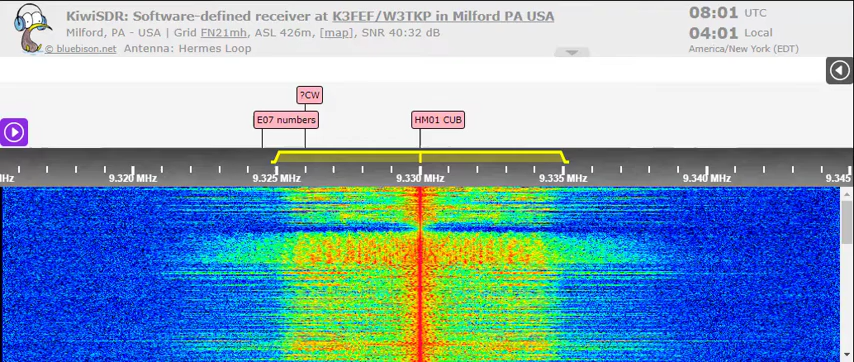 KiwiSDR: Software-defined receiver at K3FEF/W3TKP in Milford PA USA
Milford, PA - USA | Grid FN21mh, ASL 426m, [map], SNR 40:32 dB
© bluebison.net Antenna: Hermes Loop
08:01 UTC
04:01 Local
America/New York (EDT)
?CW
E07 numbers
HM01 CUB
MHz 9.320 MHz 9.325 MHz 9.330 MHz 9.335 MHz 9.340 MHz 9.345